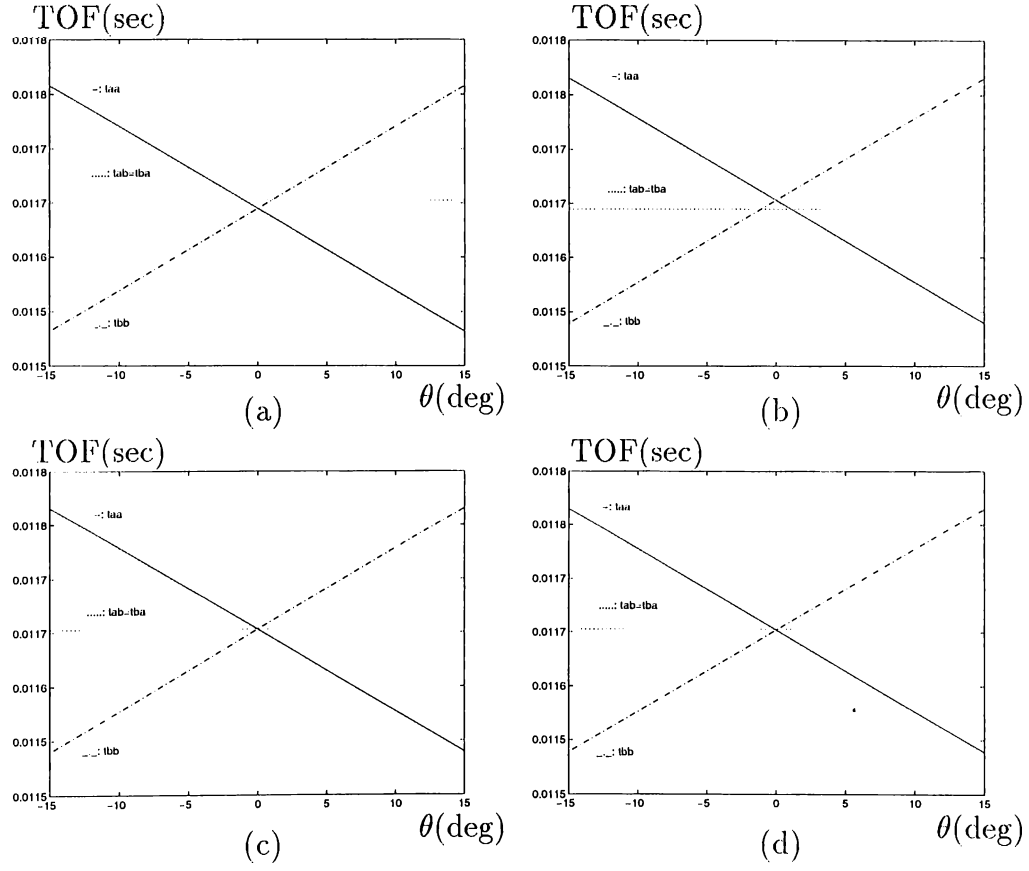 TOF(sec)
0.0118
0.0118
0.0117
0.0117
0.0116
0.0115
0.0115
–: taa
.....: tab=tba
_._: tbb
−15 −10 −5 0 5 10 15
θ(deg)
(a)
TOF(sec)
0.0118
0.0118
0.0117
0.0117
0.0116
0.0115
0.0115
–: taa
.....: tab=tba
_._: tbb
−15 −10 −5 0 5 10 15
θ(deg)
(b)
TOF(sec)
0.0118
0.0118
0.0117
0.0117
0.0116
0.0115
0.0115
–: taa
.....: tab=tba
_._: tbb
−15 −10 −5 0 5 10 15
θ(deg)
(c)
TOF(sec)
0.0118
0.0118
0.0117
0.0117
0.0116
0.0115
0.0115
–: taa
.....: tab=tba
_._: tbb
−15 −10 −5 0 5 10 15
θ(deg)
(d)